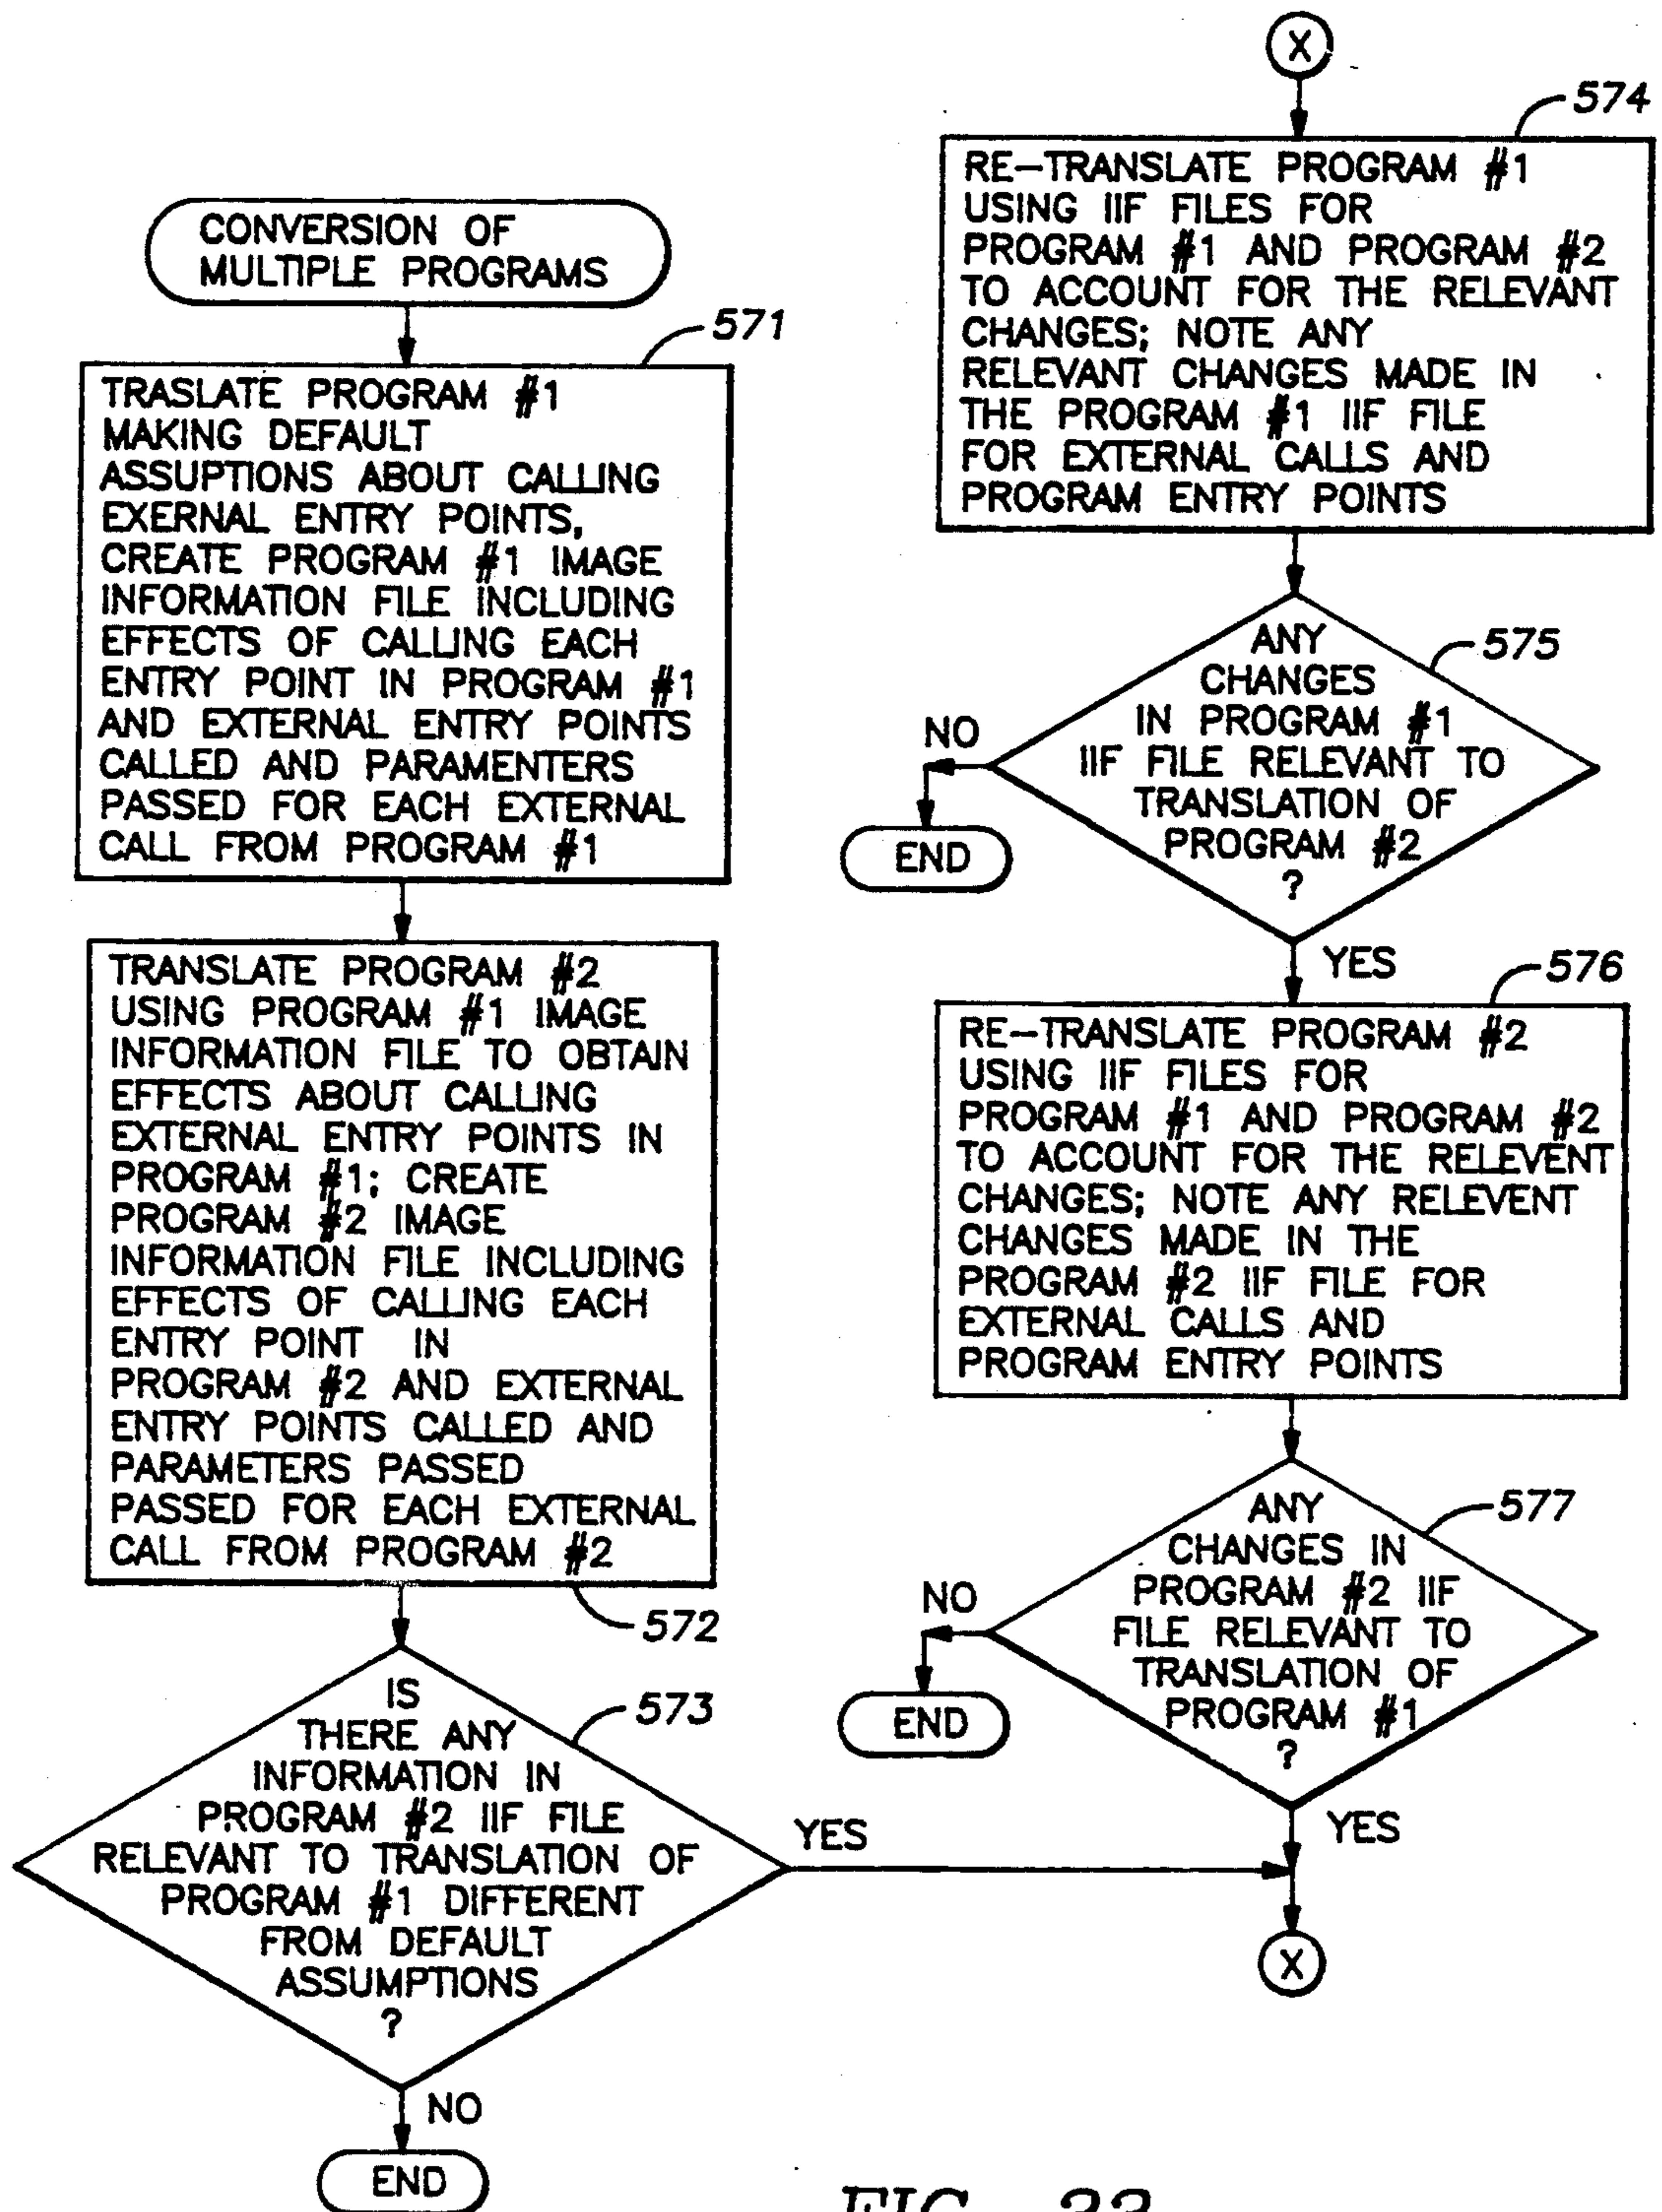 CONVERSION OF
MULTIPLE PROGRAMS
571
TRASLATE PROGRAM #1
MAKING DEFAULT
ASSUPTIONS ABOUT CALLING
EXERNAL ENTRY POINTS,
CREATE PROGRAM #1 IMAGE
INFORMATION FILE INCLUDING
EFFECTS OF CALLING EACH
ENTRY POINT IN PROGRAM #1
AND EXTERNAL ENTRY POINTS
CALLED AND PARAMENTERS
PASSED FOR EACH EXTERNAL
CALL FROM PROGRAM #1
TRANSLATE PROGRAM #2
USING PROGRAM #1 IMAGE
INFORMATION FILE TO OBTAIN
EFFECTS ABOUT CALLING
EXTERNAL ENTRY POINTS IN
PROGRAM #1; CREATE
PROGRAM #2 IMAGE
INFORMATION FILE INCLUDING
EFFECTS OF CALLING EACH
ENTRY POINT IN
PROGRAM #2 AND EXTERNAL
ENTRY POINTS CALLED AND
PARAMETERS PASSED
PASSED FOR EACH EXTERNAL
CALL FROM PROGRAM #2
572
573
IS
THERE ANY
INFORMATION IN
PROGRAM #2 IIF FILE
RELEVANT TO TRANSLATION OF
PROGRAM #1 DIFFERENT
FROM DEFAULT
ASSUMPTIONS
?
YES
NO
END
X
574
RE-TRANSLATE PROGRAM #1
USING IIF FILES FOR
PROGRAM #1 AND PROGRAM #2
TO ACCOUNT FOR THE RELEVANT
CHANGES; NOTE ANY
RELEVANT CHANGES MADE IN
THE PROGRAM #1 IIF FILE
FOR EXTERNAL CALLS AND
PROGRAM ENTRY POINTS
575
ANY
CHANGES
IN PROGRAM #1
IIF FILE RELEVANT TO
TRANSLATION OF
PROGRAM #2
?
NO
END
YES
576
RE-TRANSLATE PROGRAM #2
USING IIF FILES FOR
PROGRAM #1 AND PROGRAM #2
TO ACCOUNT FOR THE RELEVENT
CHANGES; NOTE ANY RELEVENT
CHANGES MADE IN THE
PROGRAM #2 IIF FILE FOR
EXTERNAL CALLS AND
PROGRAM ENTRY POINTS
577
ANY
CHANGES IN
PROGRAM #2 IIF
FILE RELEVANT TO
TRANSLATION OF
PROGRAM #1
?
NO
END
YES
X